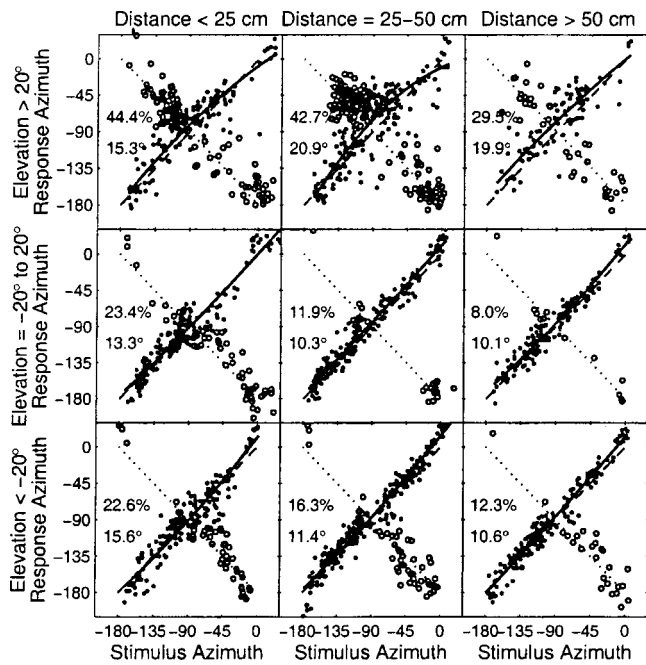 Distance < 25 cm
Distance = 25–50 cm
Distance > 50 cm
Elevation > 20°
Response Azimuth
0
−45
−90
−135
−180
44.4%
15.3°
42.7%
20.9°
29.5%
19.9°
Elevation = −20° to 20°
Response Azimuth
0
−45
−90
−135
−180
23.4%
13.3°
11.9%
10.3°
8.0%
10.1°
Elevation < −20°
Response Azimuth
0
−45
−90
−135
−180
22.6%
15.6°
16.3%
11.4°
12.3%
10.6°
−180−135 −90 −45 0
−180−135 −90 −45 0
−180−135 −90 −45 0
Stimulus Azimuth
Stimulus Azimuth
Stimulus Azimuth